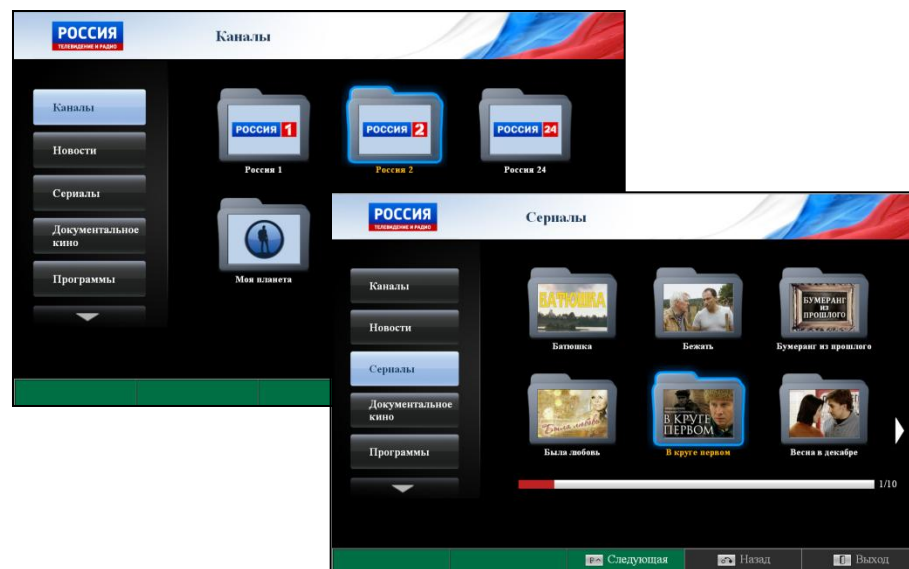 РОССИЯ
ТЕЛЕВИДЕНИЕ И РАДИО
Каналы
Каналы
Новости
Сериалы
Документальное
кино
Программы
РОССИЯ 1
РОССИЯ 2
РОССИЯ 24
Россия 1
Россия 2
Россия 24
Моя планета
РОССИЯ
ТЕЛЕВИДЕНИЕ И РАДИО
Сериалы
Каналы
Новости
Сериалы
Документальное
кино
Программы
БАТЮШКА
БУМЕРАНГ
ИЗ
ПРОШЛОГО
Батюшка
Бежать
Бумеранг из прошлого
Была любовь
В КРУГЕ
ПЕРВОМ
Была любовь
В круге первом
Весна в декабре
1/10
P^ Следующая
Назад
Выход